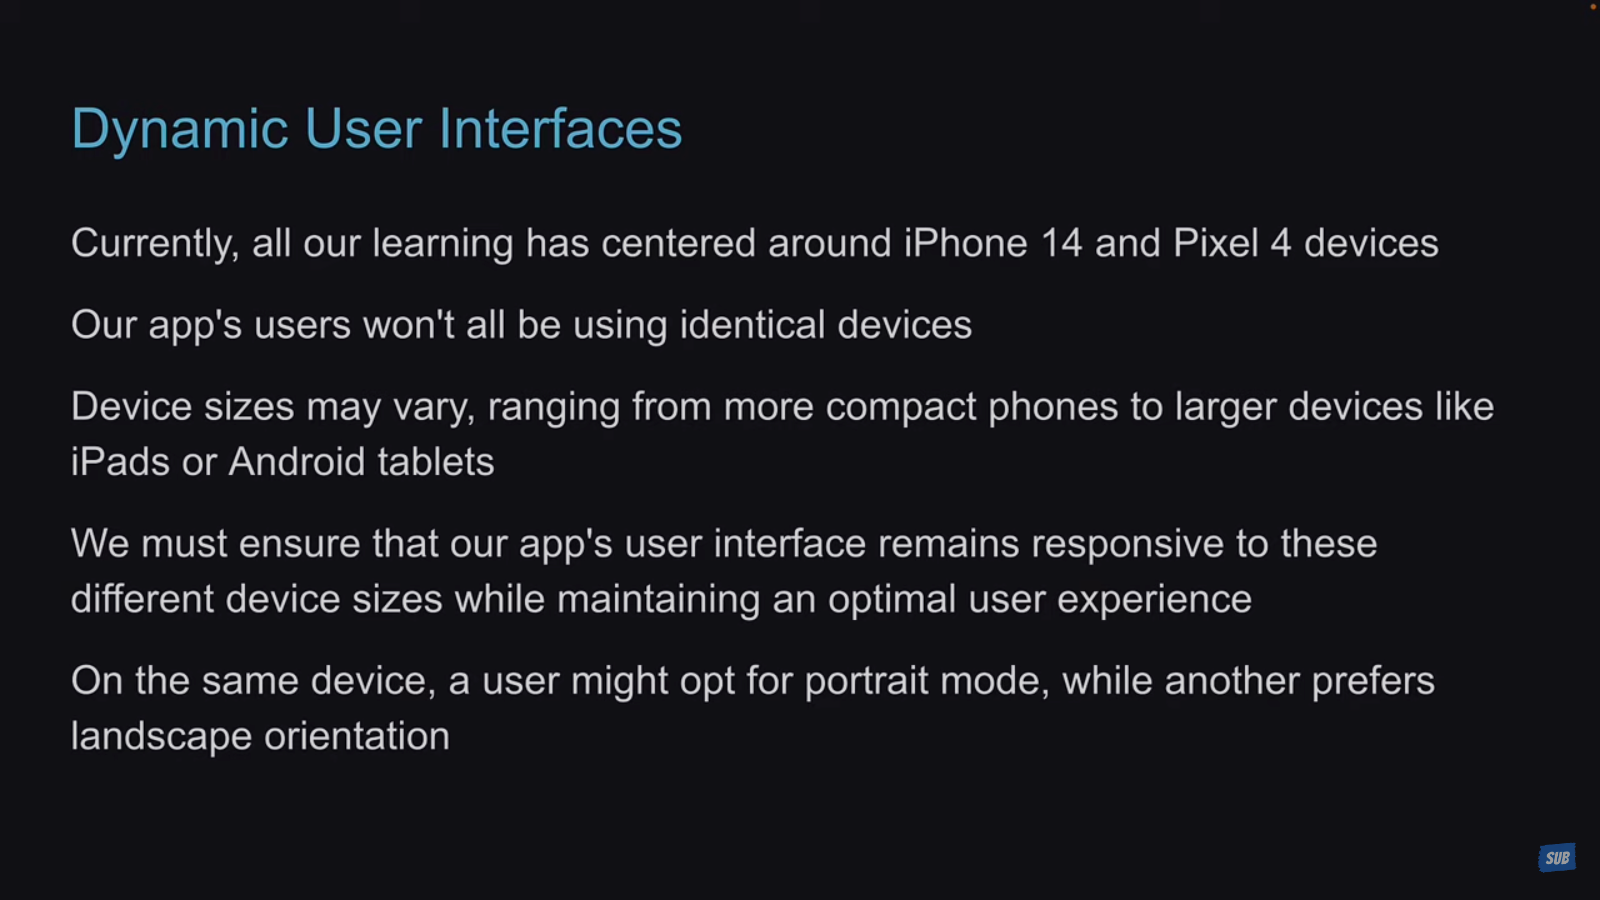 Dynamic User Interfaces
Currently, all our learning has centered around iPhone 14 and Pixel 4 devices
Our app's users won't all be using identical devices
Device sizes may vary, ranging from more compact phones to larger devices like
iPads or Android tablets
We must ensure that our app's user interface remains responsive to these
different device sizes while maintaining an optimal user experience
On the same device, a user might opt for portrait mode, while another prefers
landscape orientation
SUB